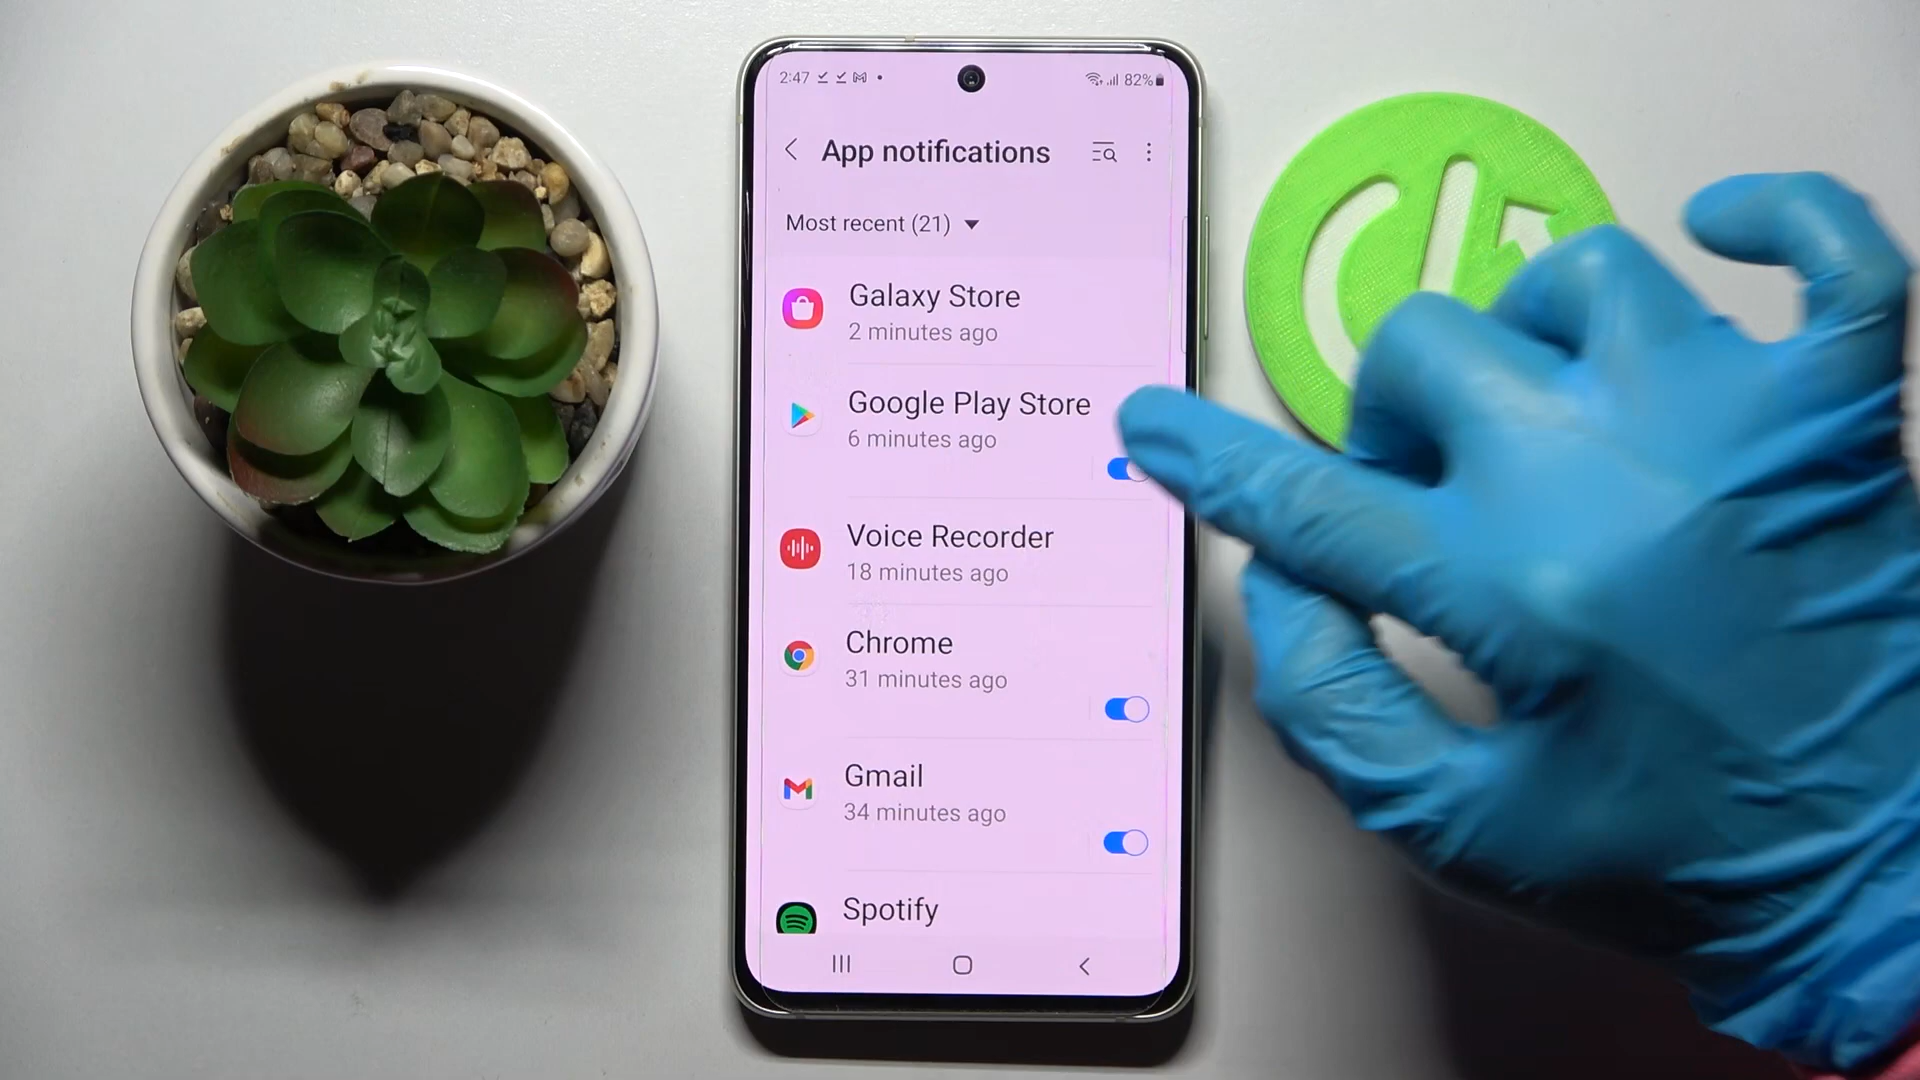 2:47
82%
App notifications
Most recent (21)
Galaxy Store
2 minutes ago
Google Play Store
6 minutes ago
Voice Recorder
18 minutes ago
Chrome
31 minutes ago
Gmail
34 minutes ago
Spotify